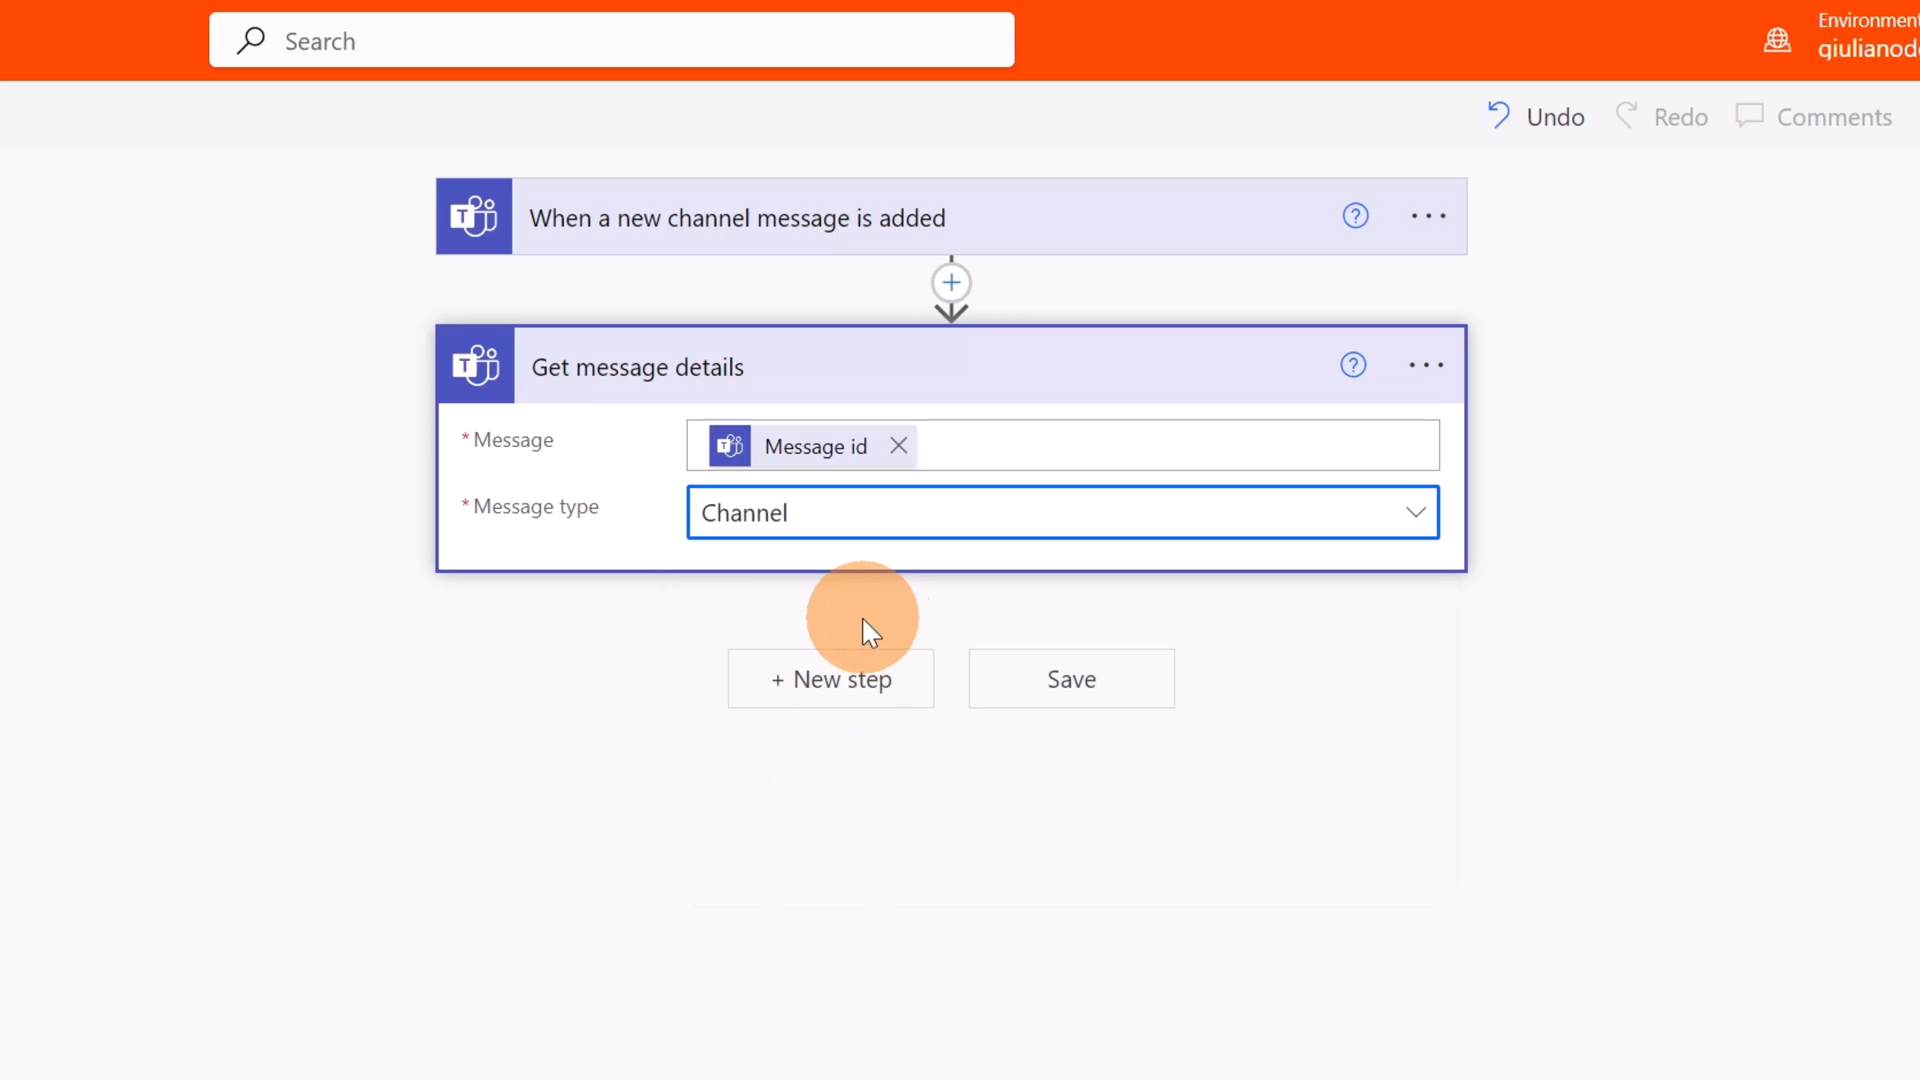 Search
Environment
giulianod
Undo
Redo
Comments
When a new channel message is added
Get message details
* Message
Message id
* Message type
Channel
+ New step
Save